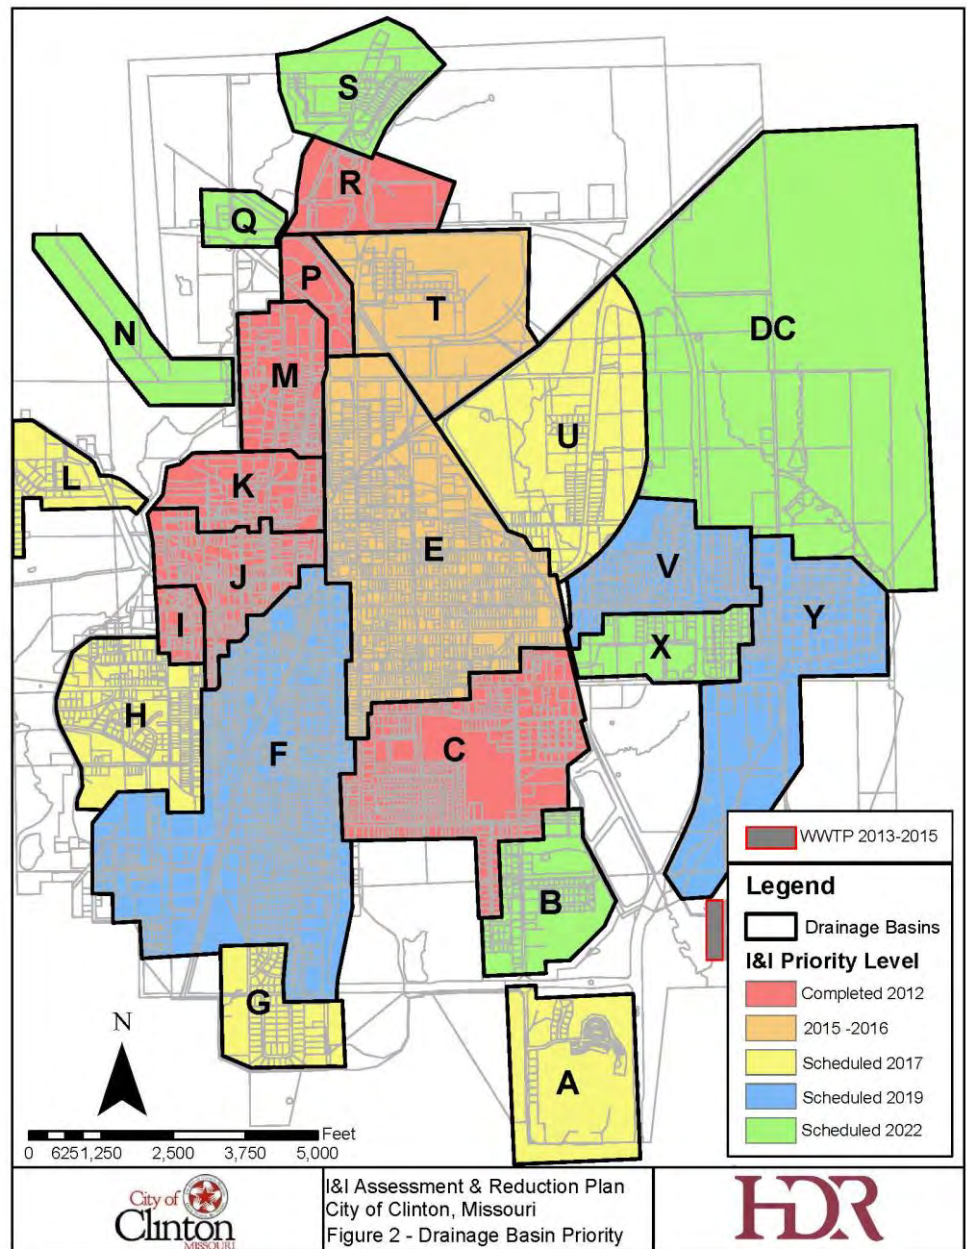 S
R
Q
P
T
N
DC
M
U
L
K
E
J
V
I
Y
X
H
F
C
B
G
A
WWTP 2013-2015
Legend
Drainage Basins
I&I Priority Level
Completed 2012
2015 -2016
Scheduled 2017
Scheduled 2019
Scheduled 2022
N
Feet
0 625 1,250 2,500 3,750 5,000
City of
Clinton
MISSOURI
I&I Assessment & Reduction Plan
City of Clinton, Missouri
Figure 2 - Drainage Basin Priority
HDR